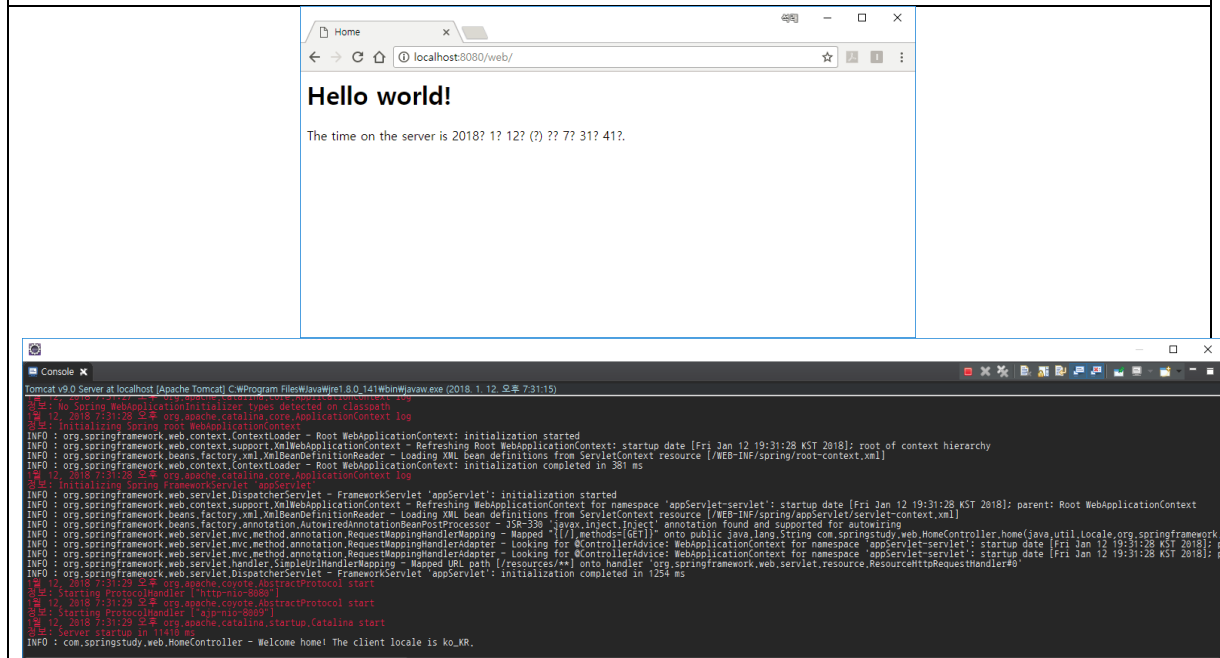 석리
Home
localhost:8080/web/
Hello world!
The time on the server is 2018? 1? 12? (?) ?? 7? 31? 41?.
Console
Tomcat v9.0 Server at localhost [Apache Tomcat] C:₩Program Files₩Java₩jre1.8.0_141₩bin₩javaw.exe (2018. 1. 12. 오후 7:31:15)
1월 12, 2018 7:31:27 오후 org.apache.catalina.core.ApplicationContext log
정보: No Spring WebApplicationInitializer types detected on classpath
1월 12, 2018 7:31:28 오후 org.apache.catalina.core.ApplicationContext log
정보: Initializing Spring root WebApplicationContext
INFO : org.springframework.web.context.ContextLoader - Root WebApplicationContext: initialization started
INFO : org.springframework.web.context.support.XmlWebApplicationContext - Refreshing Root WebApplicationContext: startup date [Fri Jan 12 19:31:28 KST 2018]; root of context hierarchy
INFO : org.springframework.beans.factory.xml.XmlBeanDefinitionReader - Loading XML bean definitions from ServletContext resource [/WEB-INF/spring/root-context.xml]
INFO : org.springframework.web.context.ContextLoader - Root WebApplicationContext: initialization completed in 381 ms
1월 12, 2018 7:31:28 오후 org.apache.catalina.core.ApplicationContext log
정보: Initializing Spring FrameworkServlet 'appServlet'
INFO : org.springframework.web.servlet.DispatcherServlet - FrameworkServlet 'appServlet': initialization started
INFO : org.springframework.web.context.support.XmlWebApplicationContext - Refreshing WebApplicationContext for namespace 'appServlet-servlet': startup date [Fri Jan 12 19:31:28 KST 2018]; parent: Root WebApplicationContext
INFO : org.springframework.beans.factory.xml.XmlBeanDefinitionReader - Loading XML bean definitions from ServletContext resource [/WEB-INF/spring/appServlet/servlet-context.xml]
INFO : org.springframework.beans.factory.annotation.AutowiredAnnotationBeanPostProcessor - JSR-330 'javax.inject.Inject' annotation found and supported for autowiring
INFO : org.springframework.web.servlet.mvc.method.annotation.RequestMappingHandlerMapping - Mapped "{[/],methods=[GET]}" onto public java.lang.String com.springstudy.web.HomeController.home(java.util.Locale,org.springframework
INFO : org.springframework.web.servlet.mvc.method.annotation.RequestMappingHandlerAdapter - Looking for @ControllerAdvice: WebApplicationContext for namespace 'appServlet-servlet': startup date [Fri Jan 12 19:31:28 KST 2018]; p
INFO : org.springframework.web.servlet.mvc.method.annotation.RequestMappingHandlerAdapter - Looking for @ControllerAdvice: WebApplicationContext for namespace 'appServlet-servlet': startup date [Fri Jan 12 19:31:28 KST 2018]; p
INFO : org.springframework.web.servlet.handler.SimpleUrlHandlerMapping - Mapped URL path [/resources/**] onto handler 'org.springframework.web.servlet.resource.ResourceHttpRequestHandler#0'
INFO : org.springframework.web.servlet.DispatcherServlet - FrameworkServlet 'appServlet': initialization completed in 1254 ms
1월 12, 2018 7:31:29 오후 org.apache.coyote.AbstractProtocol start
정보: Starting ProtocolHandler ["http-nio-8080"]
1월 12, 2018 7:31:29 오후 org.apache.coyote.AbstractProtocol start
정보: Starting ProtocolHandler ["ajp-nio-8009"]
1월 12, 2018 7:31:29 오후 org.apache.catalina.startup.Catalina start
정보: Server startup in 11410 ms
INFO : com.springstudy.web.HomeController - Welcome home! The client locale is ko_KR.